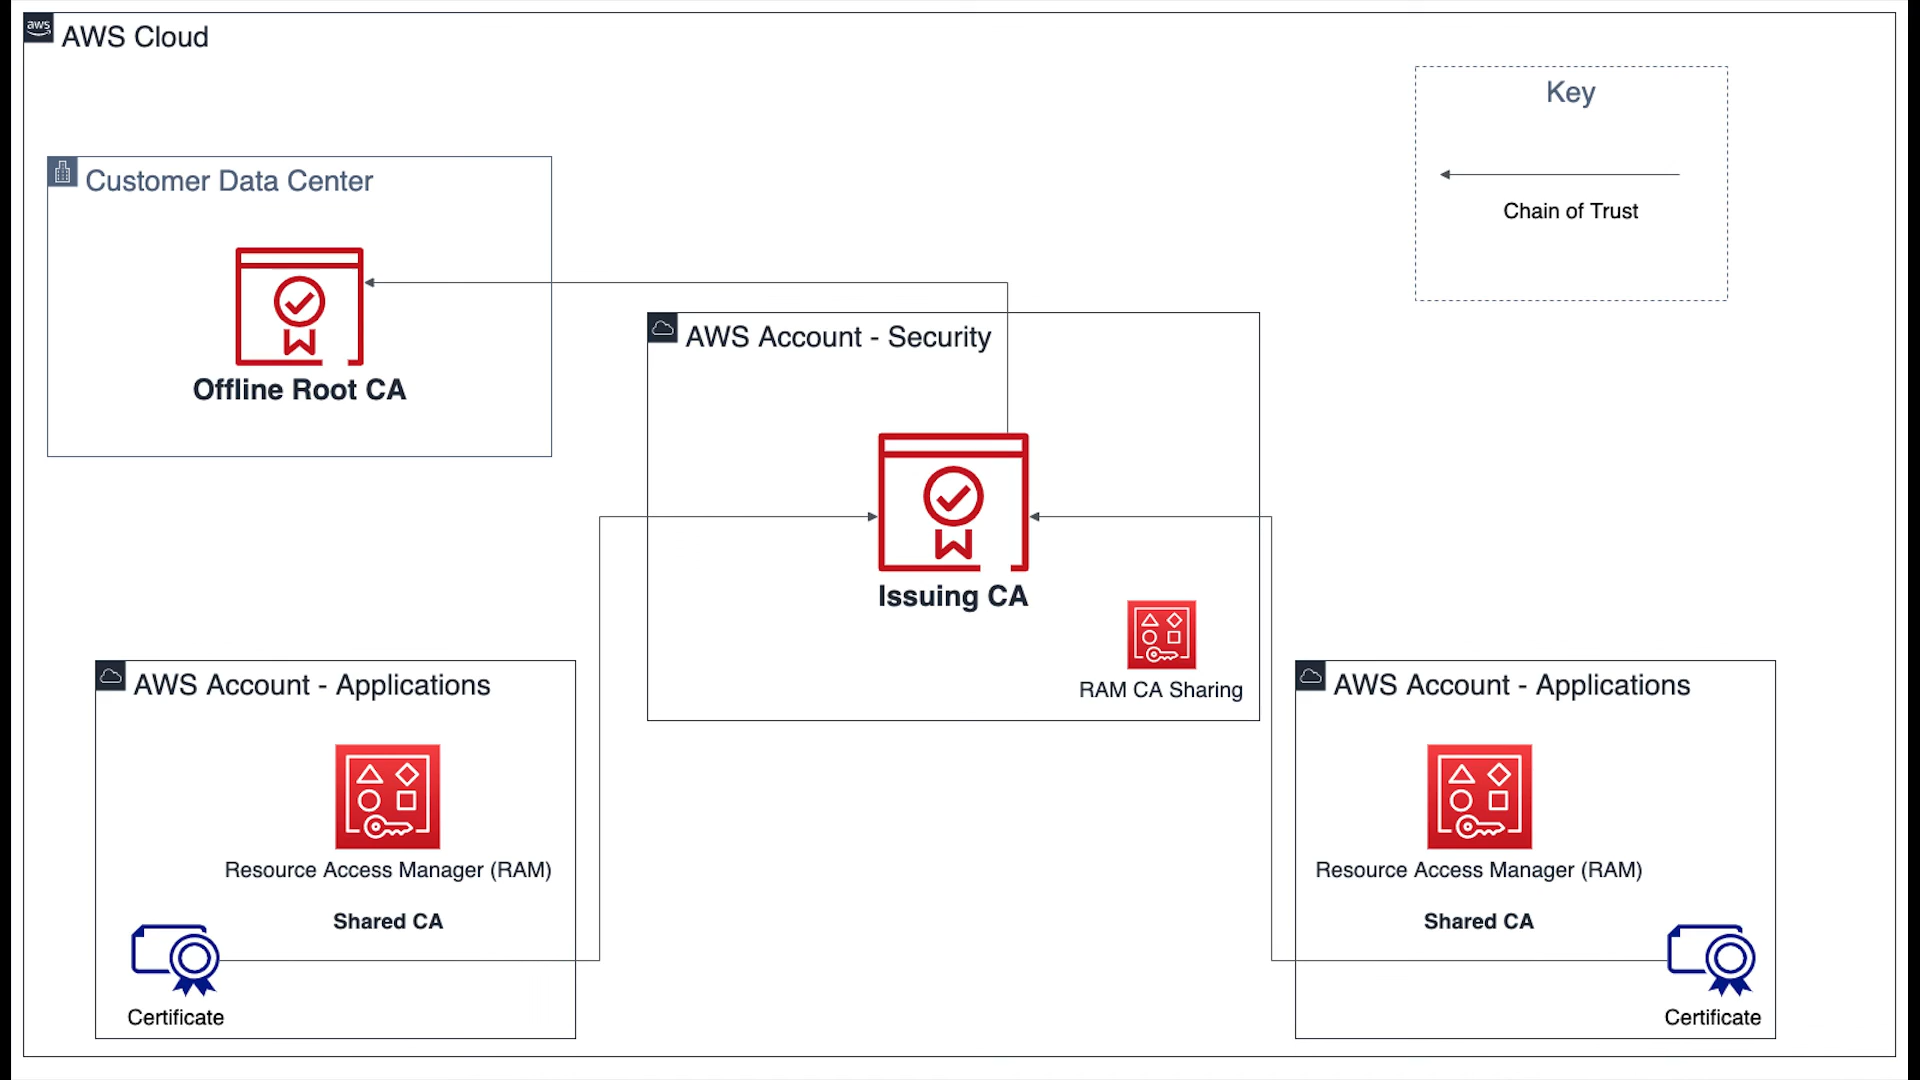 aws
AWS Cloud
Key
Chain of Trust
Customer Data Center
Offline Root CA
AWS Account - Security
Issuing CA
RAM CA Sharing
AWS Account - Applications
Resource Access Manager (RAM)
Shared CA
Certificate
AWS Account - Applications
Resource Access Manager (RAM)
Shared CA
Certificate